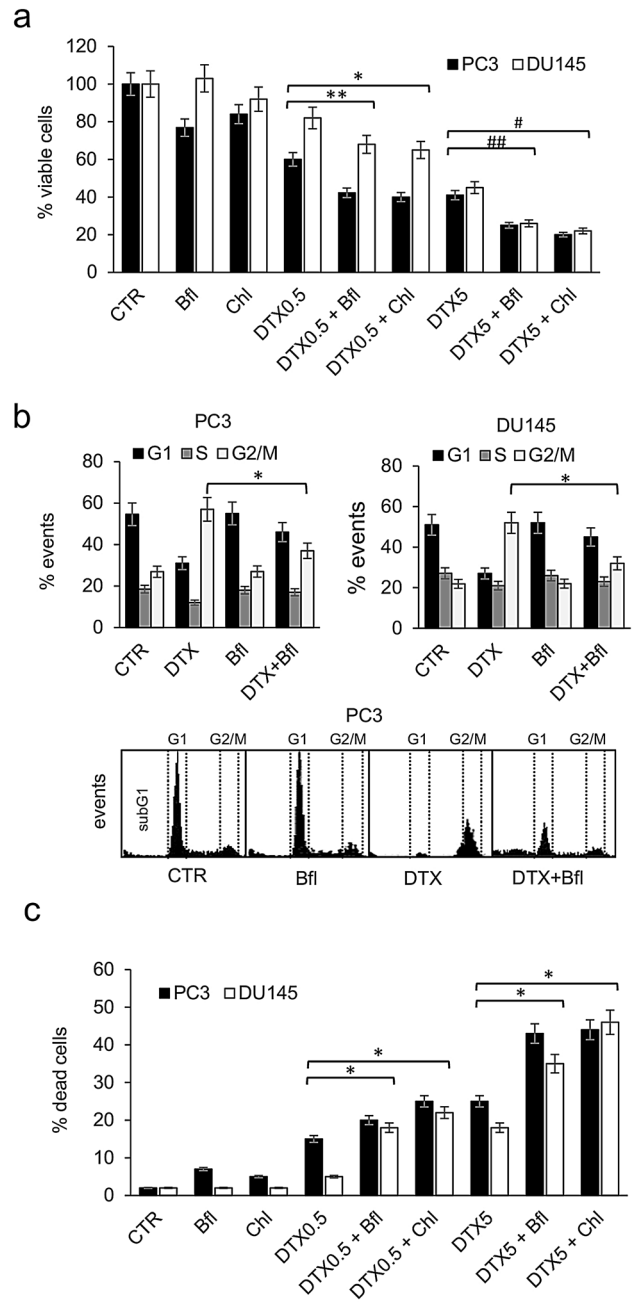 a
PC3 DU145
120
100
80
60
40
20
0
% viable cells
*
**
#
##
CTR
Bfl
Chl
DTX0.5
DTX0.5 + Bfl
DTX0.5 + Chl
DTX5
DTX5 + Bfl
DTX5 + Chl
b
PC3
G1 S G2/M
80
60
40
20
0
% events
*
CTR
DTX
Bfl
DTX+Bfl
DU145
G1 S G2/M
80
60
40
20
0
% events
*
CTR
DTX
Bfl
DTX+Bfl
PC3
G1 G2/M G1 G2/M G1 G2/M G1 G2/M
events
subG1
CTR Bfl DTX DTX+Bfl
c
PC3 DU145
60
50
40
30
20
10
0
% dead cells
*
*
*
*
CTR
Bfl
Chl
DTX0.5
DTX0.5 + Bfl
DTX0.5 + Chl
DTX5
DTX5 + Bfl
DTX5 + Chl